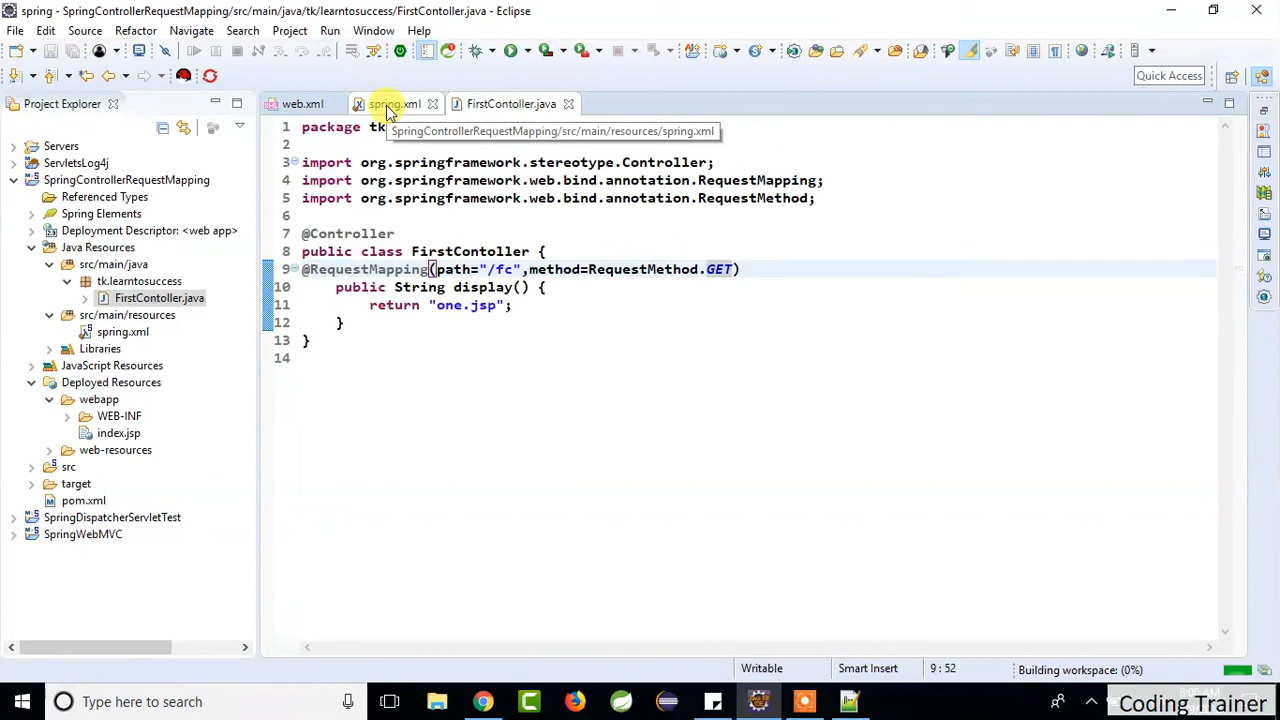 spring - SpringControllerRequestMapping/src/main/java/tk/learntosuccess/FirstContoller.java - Eclipse
File Edit Source Refactor Navigate Search Project Run Window Help
Quick Access
Project Explorer
Servers
ServletsLog4j
SpringControllerRequestMapping
Referenced Types
Spring Elements
Deployment Descriptor: <web app>
Java Resources
src/main/java
tk.learntosuccess
FirstContoller.java
src/main/resources
spring.xml
Libraries
JavaScript Resources
Deployed Resources
webapp
WEB-INF
index.jsp
web-resources
src
target
pom.xml
SpringDispatcherServletTest
SpringWebMVC
web.xml spring.xml FirstContoller.java
SpringControllerRequestMapping/src/main/resources/spring.xml
1 package tk
2
3 import org.springframework.stereotype.Controller;
4 import org.springframework.web.bind.annotation.RequestMapping;
5 import org.springframework.web.bind.annotation.RequestMethod;
6
7 @Controller
8 public class FirstContoller {
9 @RequestMapping(path="/fc",method=RequestMethod.GET)
10 public String display() {
11 return "one.jsp";
12 }
13 }
14
Writable Smart Insert 9 : 52 Building workspace: (0%)
Type here to search
Coding Trainer